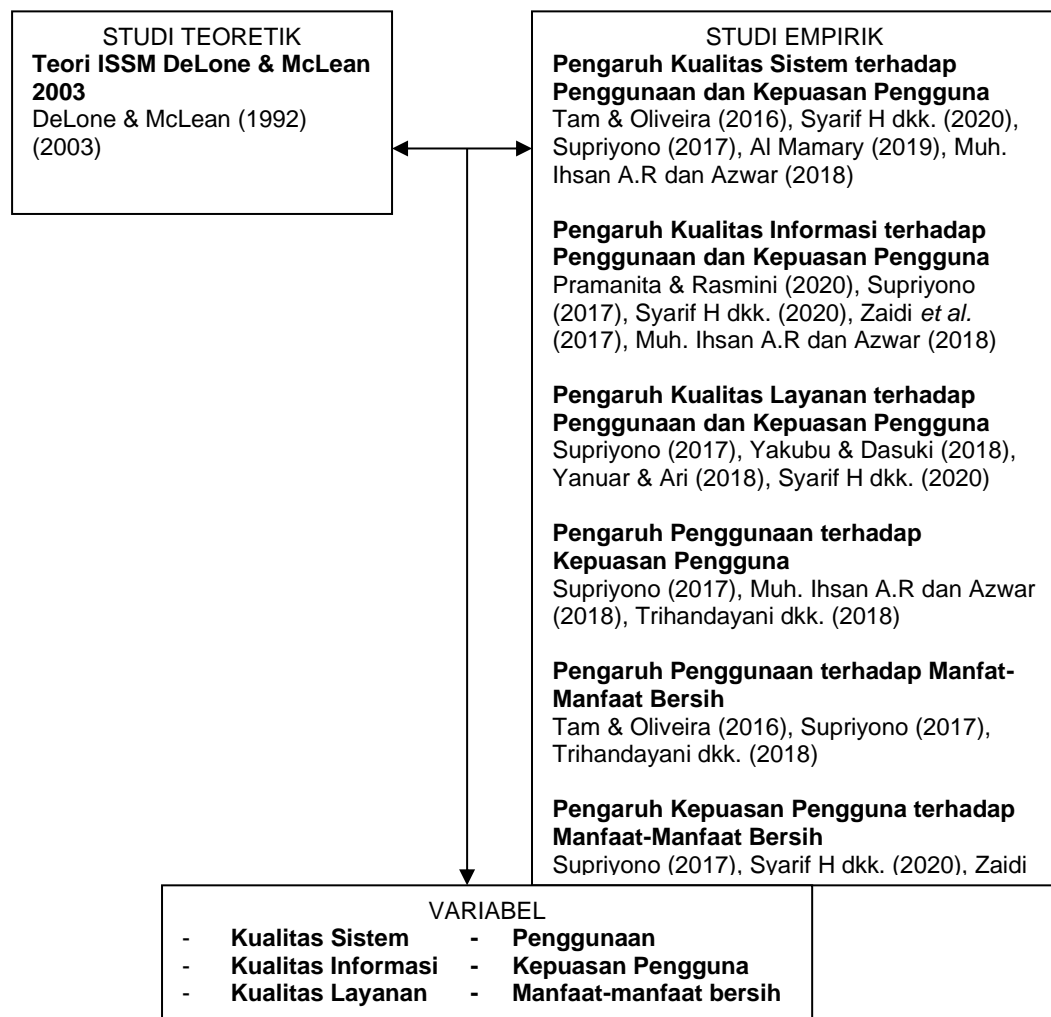 STUDI TEORETIK
Teori ISSM DeLone & McLean
2003
DeLone & McLean (1992)
(2003)
STUDI EMPIRIK
Pengaruh Kualitas Sistem terhadap
Penggunaan dan Kepuasan Pengguna
Tam & Oliveira (2016), Syarif H dkk. (2020),
Supriyono (2017), Al Mamary (2019), Muh.
Ihsan A.R dan Azwar (2018)
Pengaruh Kualitas Informasi terhadap
Penggunaan dan Kepuasan Pengguna
Pramanita & Rasmini (2020), Supriyono
(2017), Syarif H dkk. (2020), Zaidi et al.
(2017), Muh. Ihsan A.R dan Azwar (2018)
Pengaruh Kualitas Layanan terhadap
Penggunaan dan Kepuasan Pengguna
Supriyono (2017), Yakubu & Dasuki (2018),
Yanuar & Ari (2018), Syarif H dkk. (2020)
Pengaruh Penggunaan terhadap
Kepuasan Pengguna
Supriyono (2017), Muh. Ihsan A.R dan Azwar
(2018), Trihandayani dkk. (2018)
Pengaruh Penggunaan terhadap Manfat-
Manfaat Bersih
Tam & Oliveira (2016), Supriyono (2017),
Trihandayani dkk. (2018)
Pengaruh Kepuasan Pengguna terhadap
Manfaat-Manfaat Bersih
Supriyono (2017), Syarif H dkk. (2020), Zaidi
VARIABEL
- Kualitas Sistem - Penggunaan
- Kualitas Informasi - Kepuasan Pengguna
- Kualitas Layanan - Manfaat-manfaat bersih